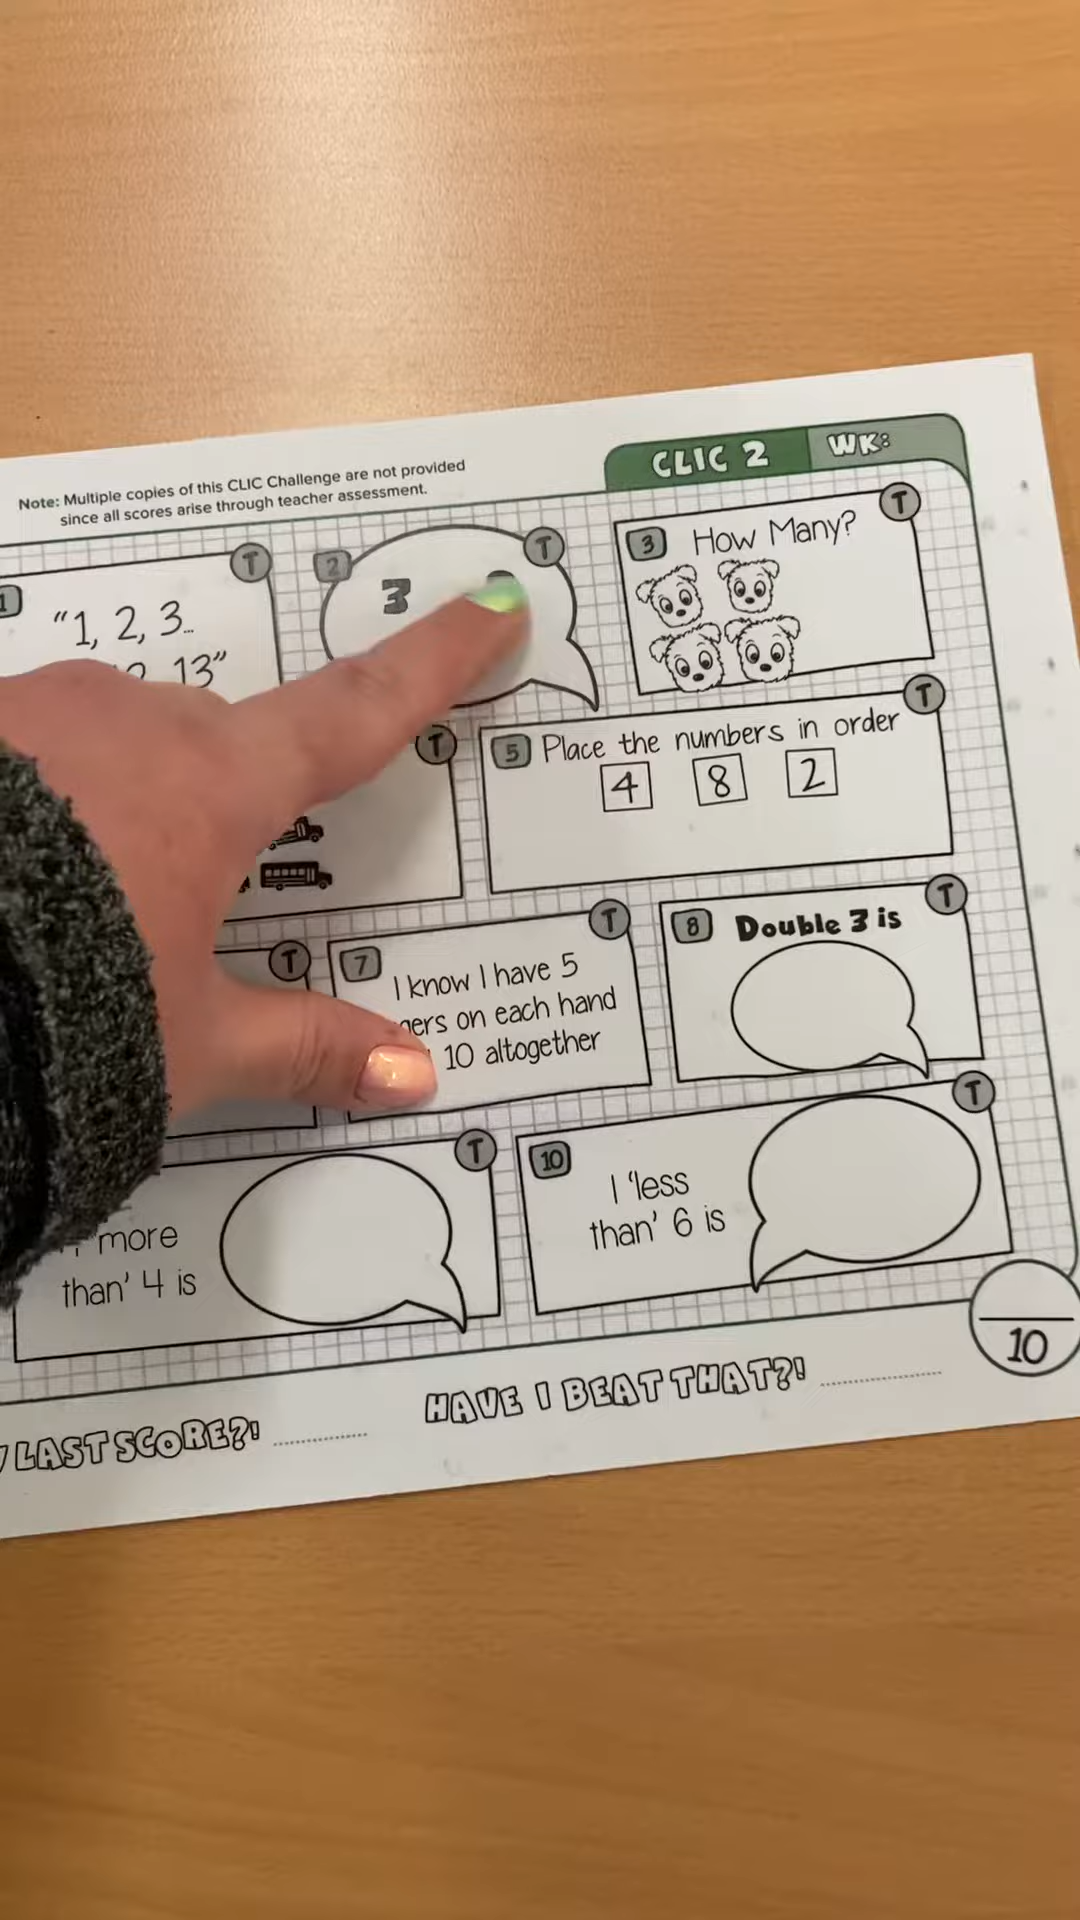 Note: Multiple copies of this CLIC Challenge are not provided
since all scores arise through teacher assessment.
CLIC 2 WK:
1 T
"1, 2, 3...
13"
2 T
3
3 How Many? T
T
5 Place the numbers in order T
4 8 2
T
7 T
I know I have 5
on each hand
10 altogether
8 Double 3 is T
T
more
than' 4 is
10 T
1 'less
than' 6 is
10
LAST SCORE?!
HAVE I BEAT THAT?!